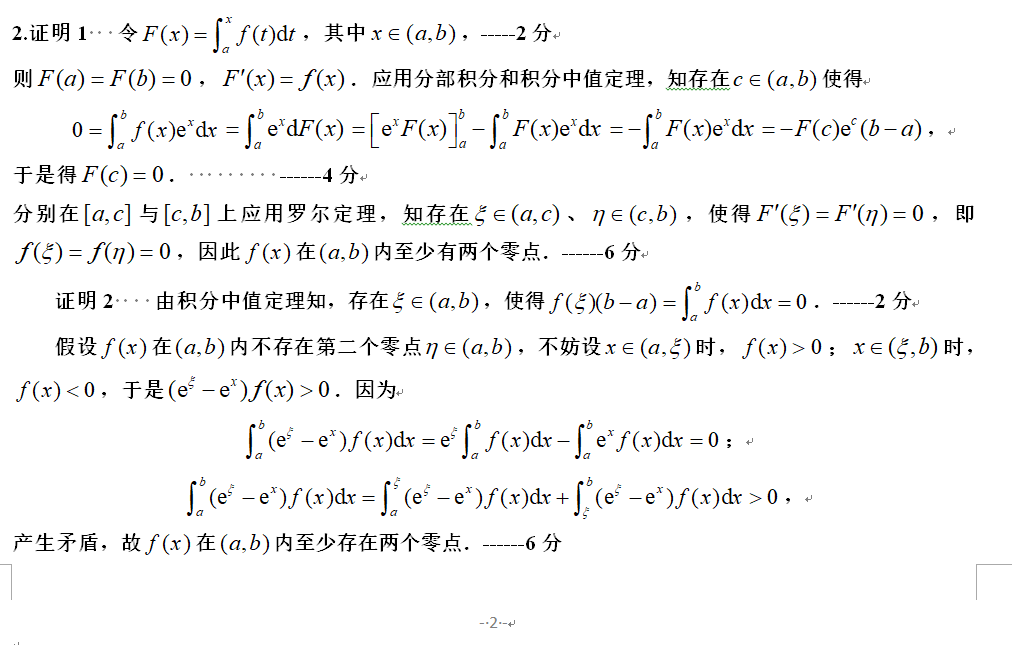 2.证明 1···令 F(x) = ∫_a^x f(t)dt ，其中 x ∈ (a,b)，-----2 分
则 F(a) = F(b) = 0 ， F′(x) = f(x)．应用分部积分和积分中值定理，知存在 c ∈ (a,b) 使得
0 = ∫_a^b f(x)e^x dx = ∫_a^b e^x dF(x) = [e^x F(x)]_a^b − ∫_a^b F(x)e^x dx = −∫_a^b F(x)e^x dx = −F(c)e^c (b − a) ，
于是得 F(c) = 0．·········------4 分
分别在 [a,c] 与 [c,b] 上应用罗尔定理，知存在 ξ ∈ (a,c) 、 η ∈ (c,b) ，使得 F′(ξ) = F′(η) = 0 ，即
f(ξ) = f(η) = 0，因此 f(x) 在 (a,b) 内至少有两个零点．------6 分
证明 2····由积分中值定理知，存在 ξ ∈ (a,b)，使得 f(ξ)(b − a) = ∫_a^b f(x)dx = 0．------2 分
假设 f(x) 在 (a,b) 内不存在第二个零点 η ∈ (a,b)，不妨设 x ∈ (a,ξ) 时， f(x) > 0；x ∈ (ξ,b) 时，
f(x) < 0，于是 (e^ξ − e^x) f(x) > 0．因为
∫_a^b (e^ξ − e^x) f(x)dx = e^ξ ∫_a^b f(x)dx − ∫_a^b e^x f(x)dx = 0；
∫_a^b (e^ξ − e^x) f(x)dx = ∫_a^ξ (e^ξ − e^x) f(x)dx + ∫_ξ^b (e^ξ − e^x) f(x)dx > 0，
产生矛盾，故 f(x) 在 (a,b) 内至少存在两个零点．------6 分
-·2·-